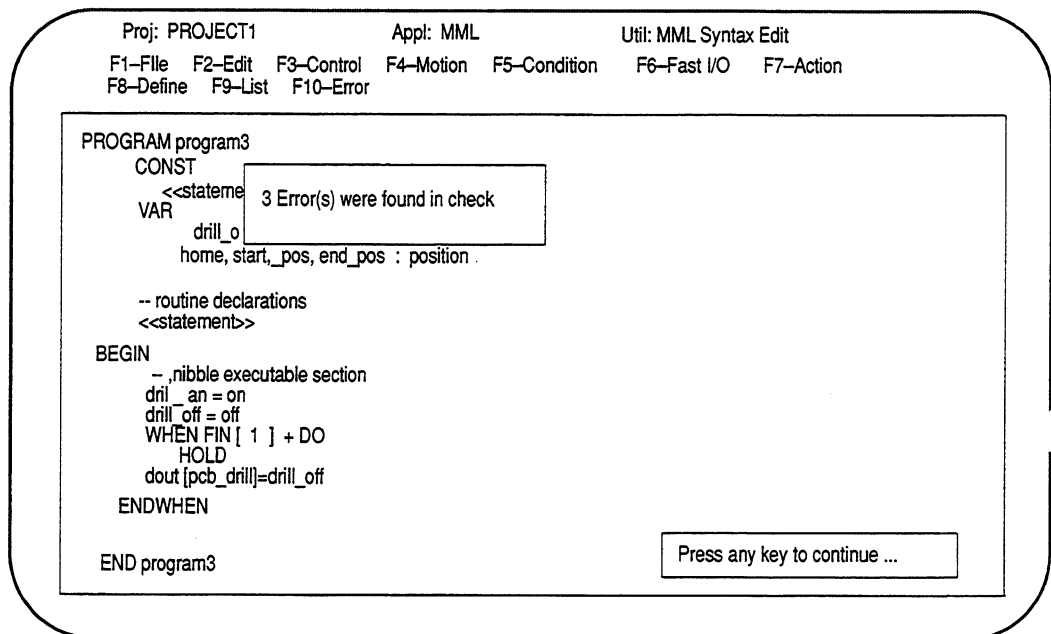 Proj: PROJECT1 Appl: MML Util: MML Syntax Edit
F1–FIle F2–Edit F3–Control F4–Motion F5–Condition F6–Fast I/O F7–Action
F8–Define F9–List F10–Error
PROGRAM program3
CONST
<<stateme
VAR
drill_o
3 Error(s) were found in check
home, start,_pos, end_pos : position
-- routine declarations
<<statement>>
BEGIN
-- ,nibble executable section
dril _ an = on
drill_off = off
WHEN FIN [ 1 ] + DO
HOLD
dout [pcb_drill]=drill_off
ENDWHEN
END program3
Press any key to continue ...